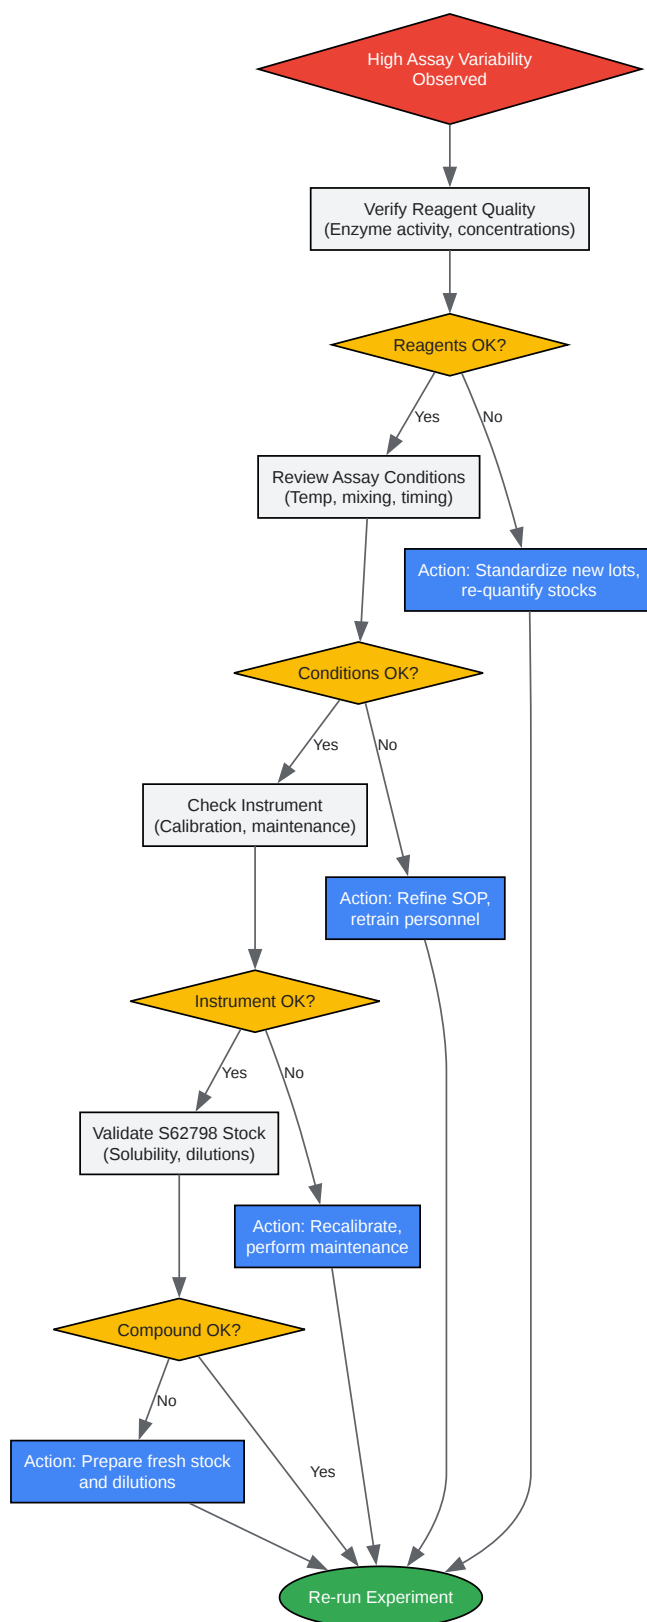 High Assay Variability
Observed
Verify Reagent Quality
(Enzyme activity, concentrations)
Reagents OK?
Yes
No
Review Assay Conditions
(Temp, mixing, timing)
Action: Standardize new lots,
re-quantify stocks
Conditions OK?
Yes
No
Check Instrument
(Calibration, maintenance)
Action: Refine SOP,
retrain personnel
Instrument OK?
Yes
No
Validate S62798 Stock
(Solubility, dilutions)
Action: Recalibrate,
perform maintenance
Compound OK?
No
Yes
Action: Prepare fresh stock
and dilutions
Re-run Experiment